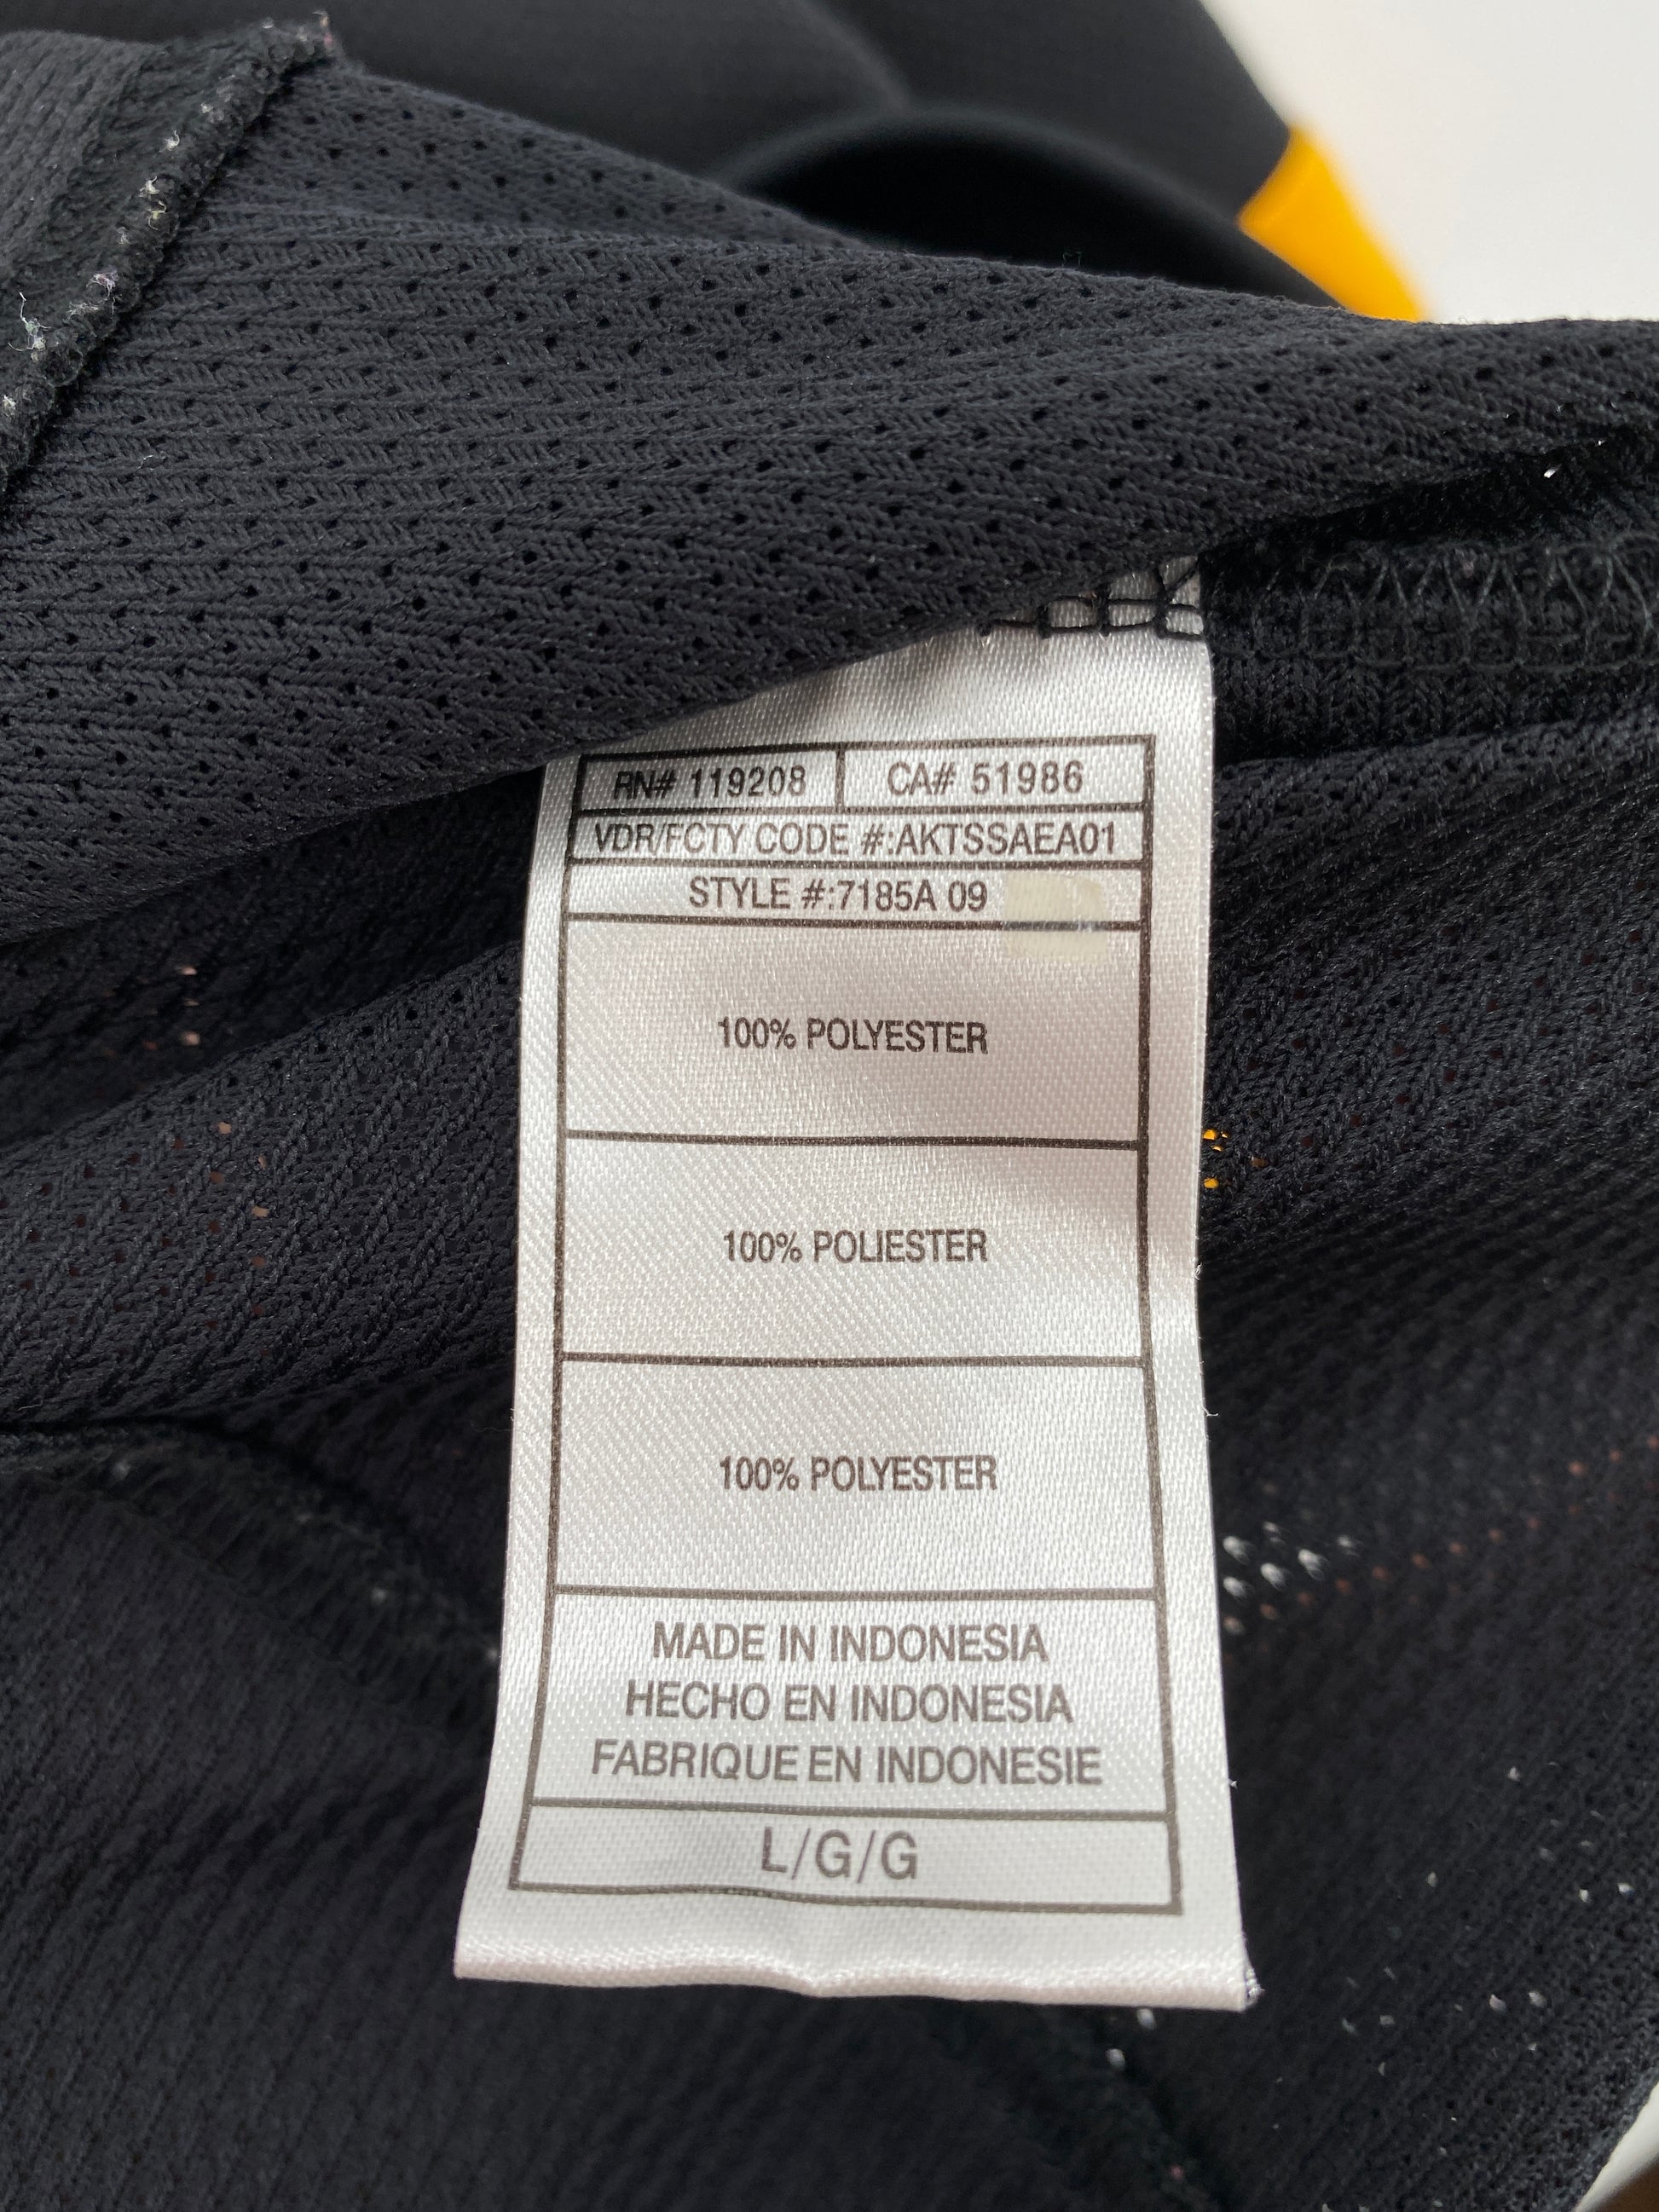 RN# 119208 CA# 51986
VDR/FCTY CODE #:AKTSSAEA01
STYLE #:7185A 09
100% POLYESTER
100% POLIESTER
100% POLYESTER
MADE IN INDONESIA
HECHO EN INDONESIA
FABRIQUE EN INDONESIE
L/G/G